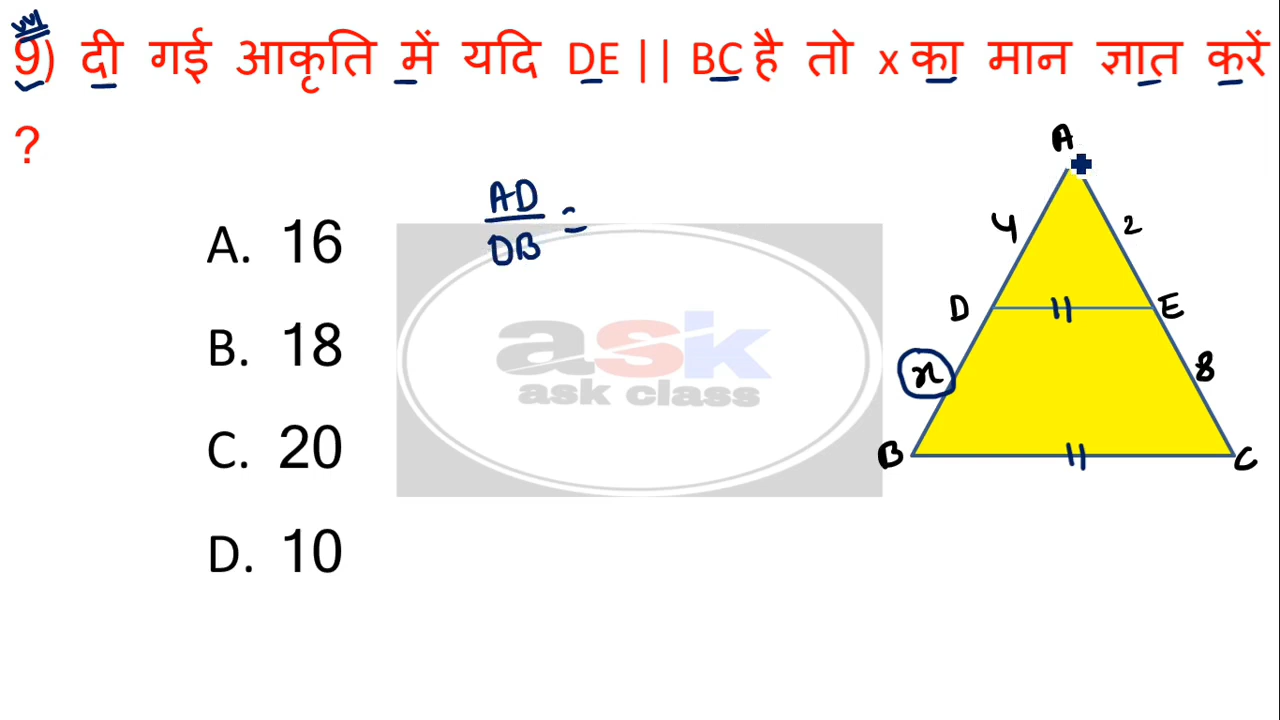 9) दी गई आकृति में यदि DE || BC है तो x का मान ज्ञात करें
?
A. 16
B. 18
C. 20
D. 10
AD
DB
=
ask
ask class
A
4
2
D
||
E
x
8
B
||
C